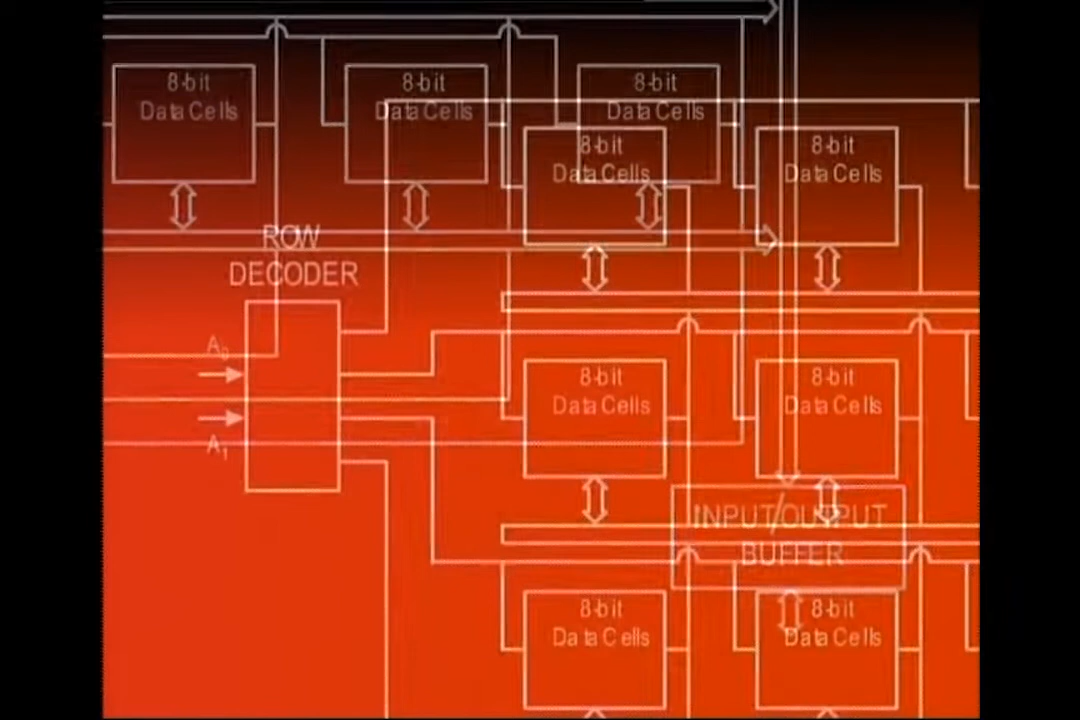 8-bit
Data Cells
8-bit
Data Cells
8-bit
Data Cells
8-bit
Data Cells
8-bit
Data Cells
ROW
DECODER
A0
8-bit
Data Cells
8-bit
Data Cells
A1
INPUT/OUTPUT
BUFFER
8-bit
Data Cells
8-bit
Data Cells